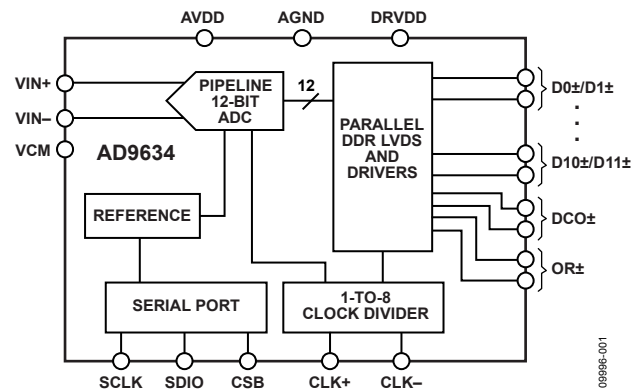 AVDD AGND DRVDD
VIN+
VIN–
VCM
AD9634
PIPELINE
12-BIT
ADC
12
PARALLEL
DDR LVDS
AND
DRIVERS
D0±/D1±
.
.
.
D10±/D11±
DCO±
OR±
REFERENCE
SERIAL PORT
1-TO-8
CLOCK DIVIDER
SCLK SDIO CSB CLK+ CLK–
09996-001